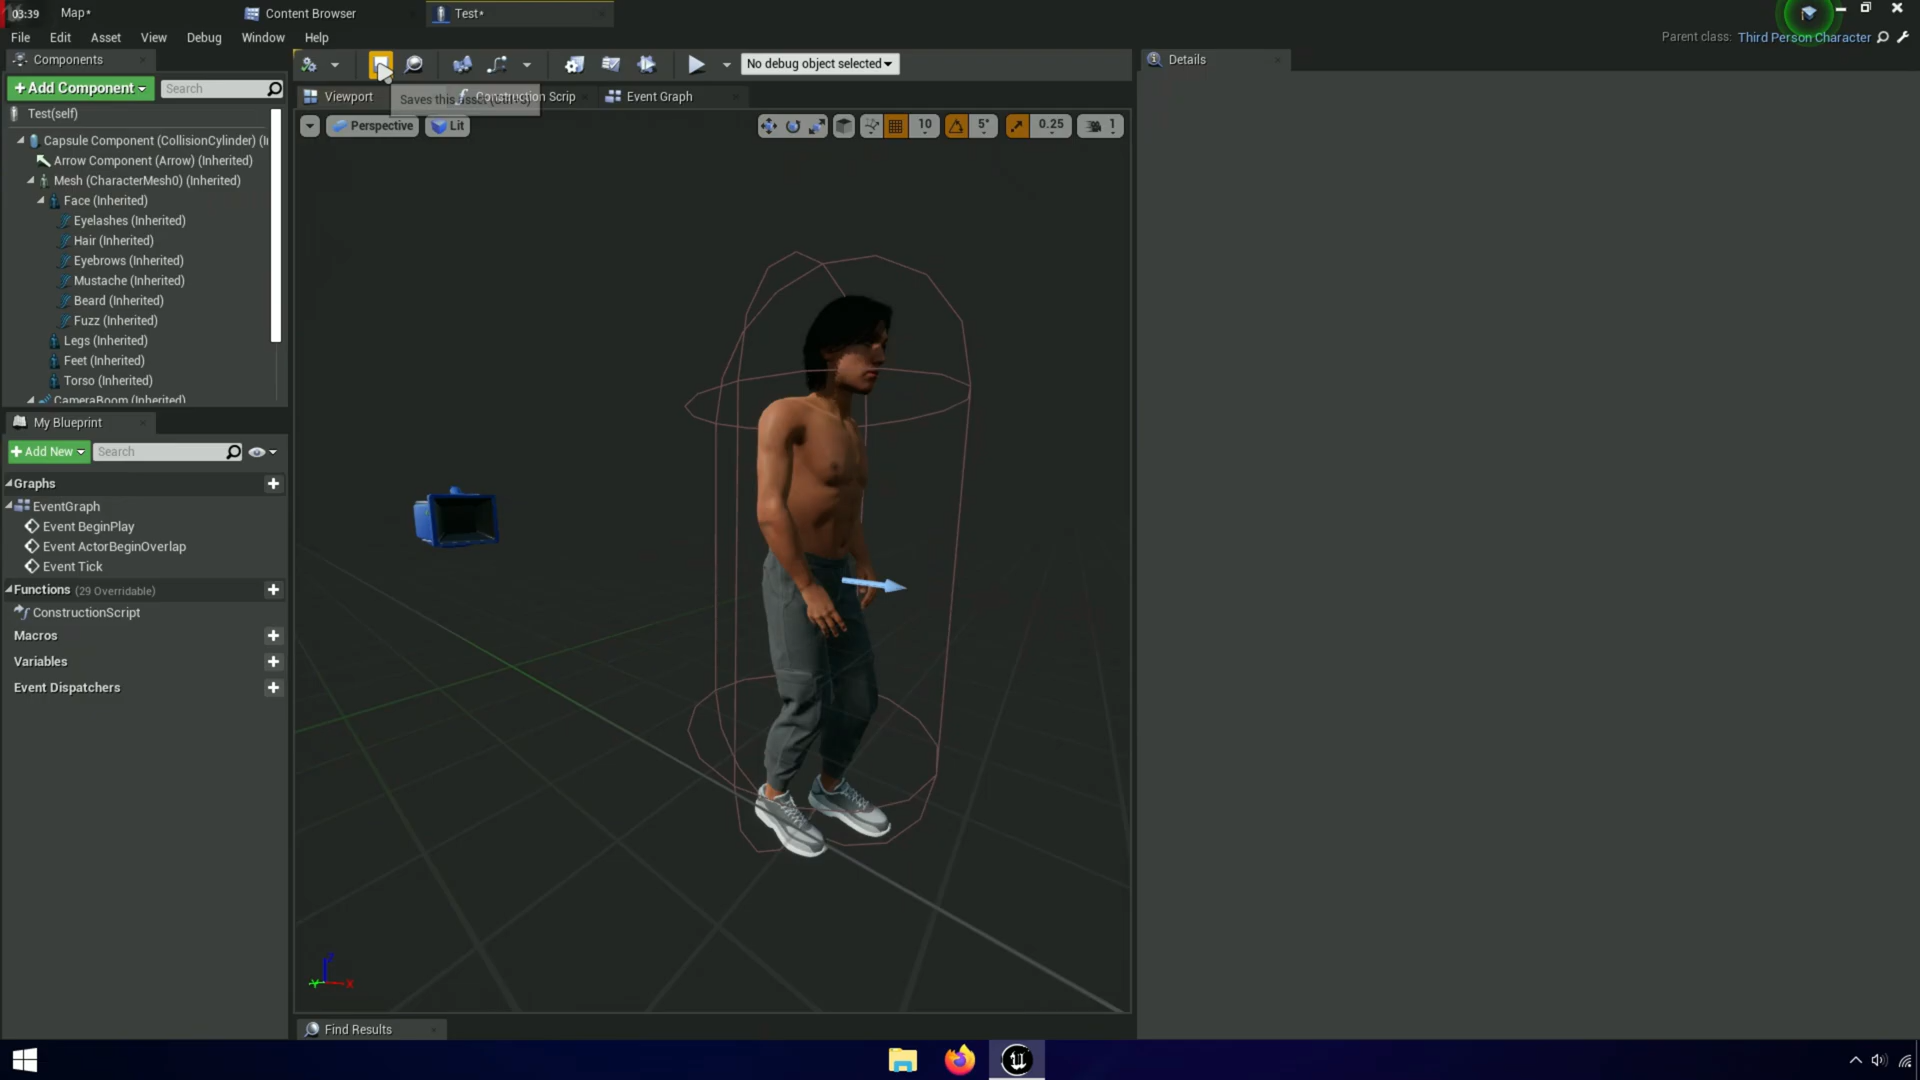 03:39
Map*
Content Browser
Test*
File Edit Asset View Debug Window Help
Parent class: Third Person Character
Components
Add Component
Search
Test(self)
Capsule Component (CollisionCylinder) (I
Arrow Component (Arrow) (Inherited)
Mesh (CharacterMesh0) (Inherited)
Face (Inherited)
Eyelashes (Inherited)
Hair (Inherited)
Eyebrows (Inherited)
Mustache (Inherited)
Beard (Inherited)
Fuzz (Inherited)
Legs (Inherited)
Feet (Inherited)
Torso (Inherited)
CameraBoom (Inherited)
My Blueprint
Add New
Search
Graphs
EventGraph
Event BeginPlay
Event ActorBeginOverlap
Event Tick
Functions (29 Overridable)
ConstructionScript
Macros
Variables
Event Dispatchers
No debug object selected
Viewport
Saves this asset
Construction Scrip
Event Graph
Perspective
Lit
10
5°
0.25
1
Z
Y
X
Find Results
Details